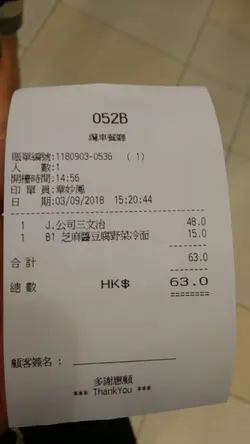 052B
灣車餐廳
賬單編號:1180903-0536 ( 1)
人 數:1
開檯時間:14:56
印單員:章妙鳳
日 期:03/09/2018 15:20:44
1 J.公司三文治 48.0
1 B1 芝麻醬豆腐野菜冷面 15.0
合計 63.0
總數 HK$ 63.0
顧客簽名:
多謝惠顧
*** ThankYou ***